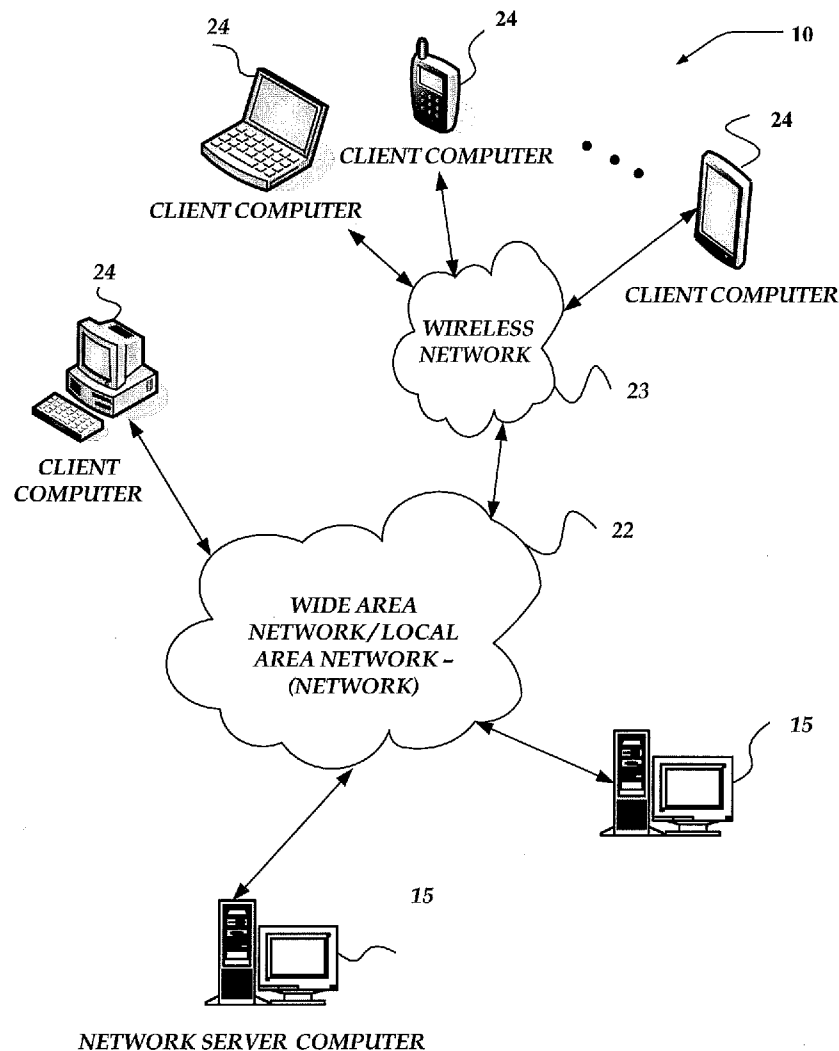 24
24
10
24
CLIENT COMPUTER
CLIENT COMPUTER
CLIENT COMPUTER
WIRELESS
NETWORK
23
24
CLIENT
COMPUTER
22
WIDE AREA
NETWORK/LOCAL
AREA NETWORK –
(NETWORK)
15
15
NETWORK SERVER COMPUTER